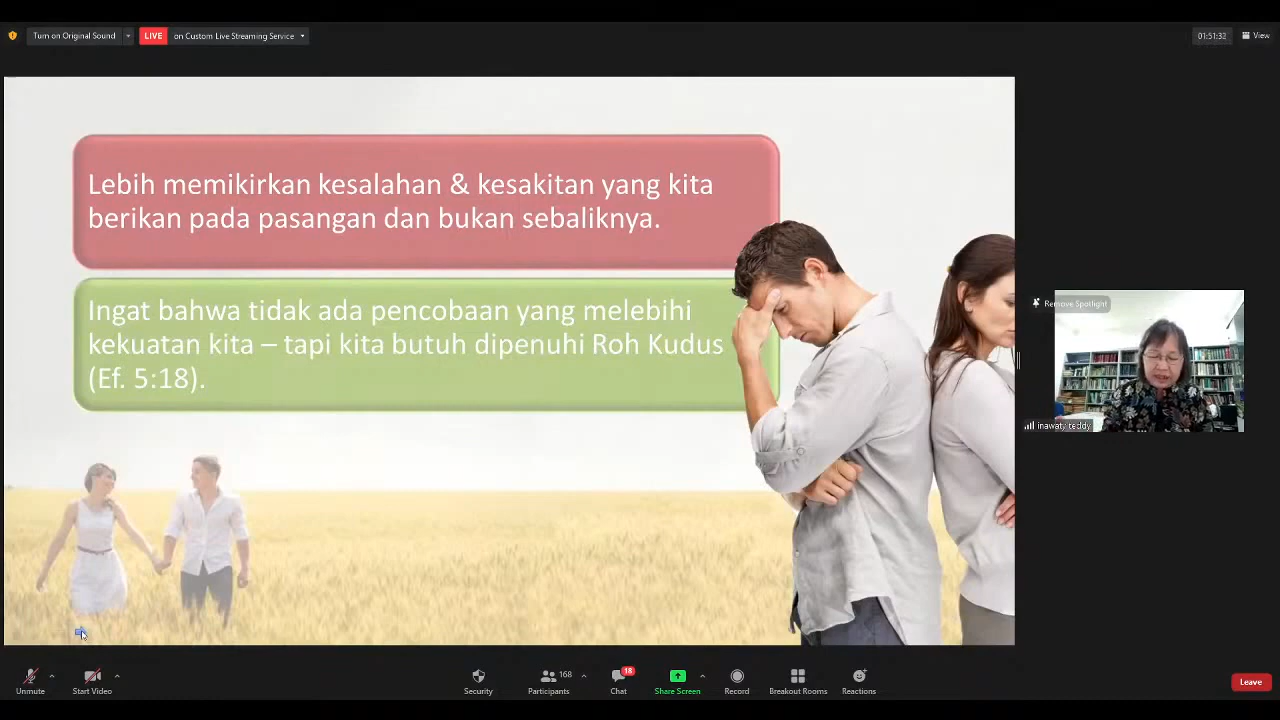 Turn on Original Sound
LIVE
on Custom Live Streaming Service
01:51:33
View
Lebih memikirkan kesalahan & kesakitan yang kita
berikan pada pasangan dan bukan sebaliknya.
Ingat bahwa tidak ada pencobaan yang melebihi
kekuatan kita – tapi kita butuh dipenuhi Roh Kudus
(Ef. 5:18).
Remove Spotlight
inawaty teddy
Unmute
Start Video
Security
Participants
168
Chat
18
Share Screen
Record
Breakout Rooms
Reactions
Leave